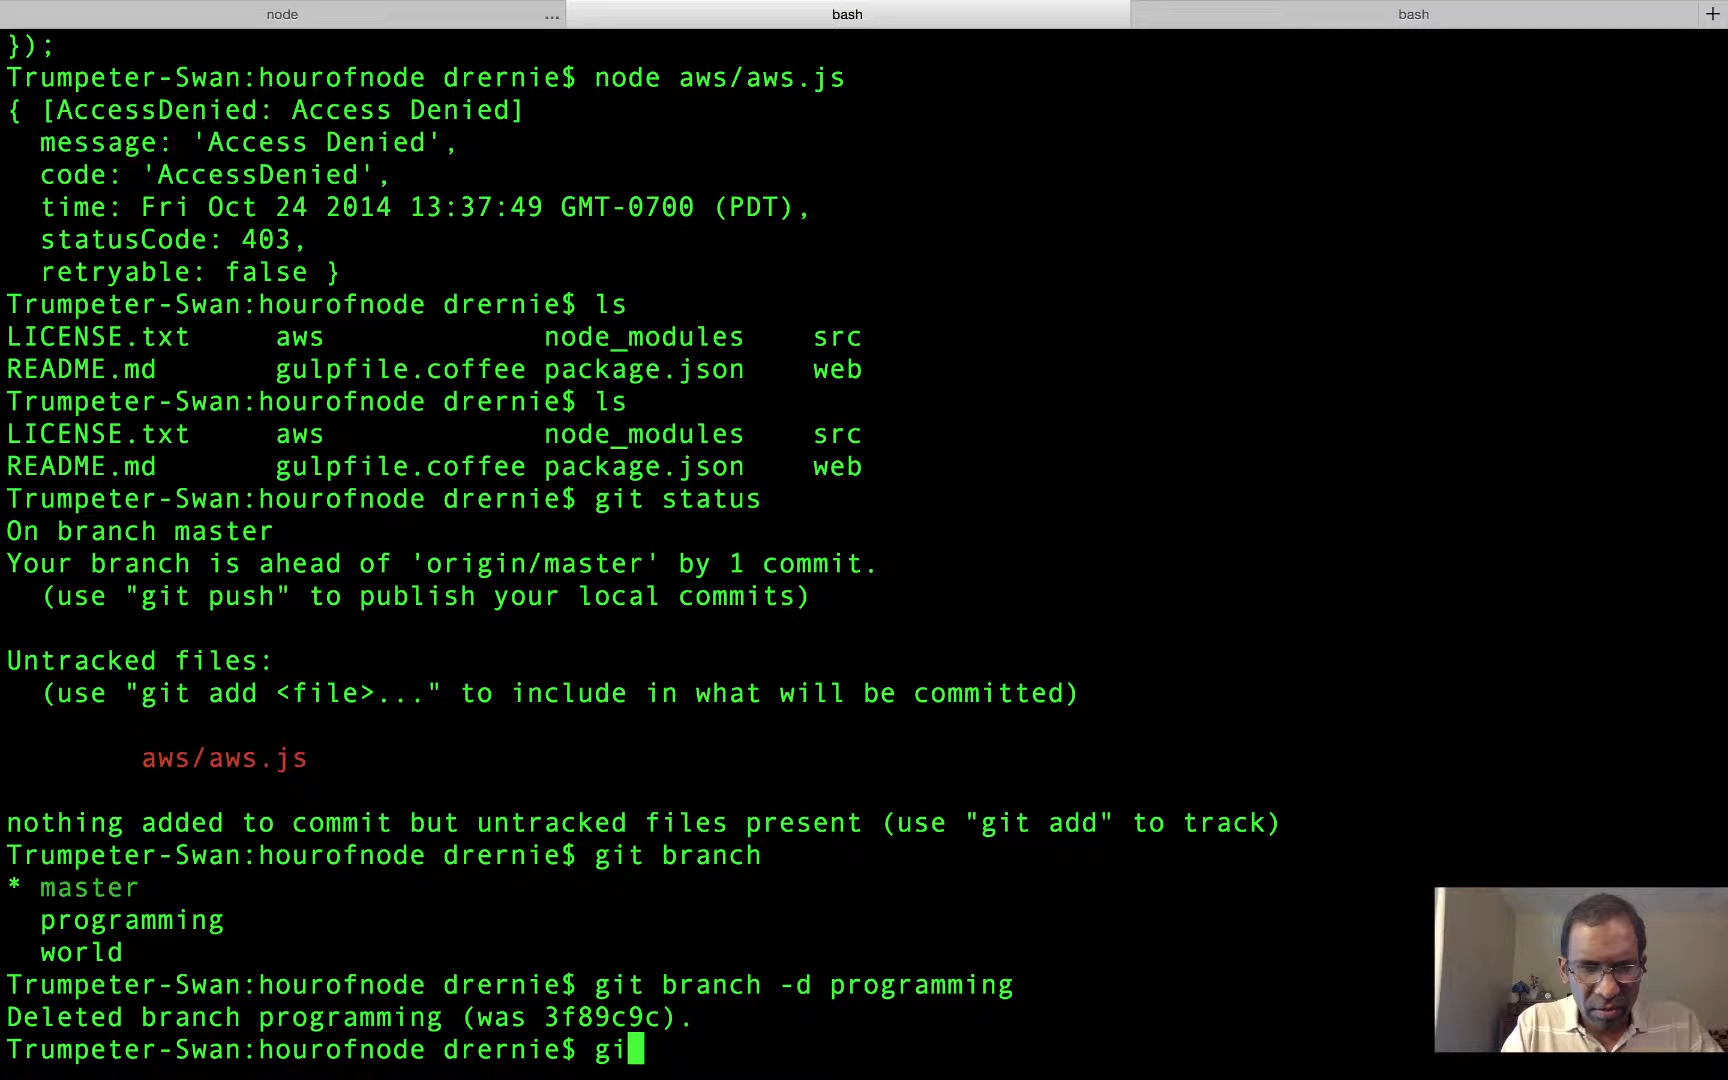 node ... bash bash +
});
Trumpeter-Swan:hourofnode drernie$ node aws/aws.js
{ [AccessDenied: Access Denied]
  message: 'Access Denied',
  code: 'AccessDenied',
  time: Fri Oct 24 2014 13:37:49 GMT-0700 (PDT),
  statusCode: 403,
  retryable: false }
Trumpeter-Swan:hourofnode drernie$ ls
LICENSE.txt     aws             node_modules    src
README.md       gulpfile.coffee package.json    web
Trumpeter-Swan:hourofnode drernie$ ls
LICENSE.txt     aws             node_modules    src
README.md       gulpfile.coffee package.json    web
Trumpeter-Swan:hourofnode drernie$ git status
On branch master
Your branch is ahead of 'origin/master' by 1 commit.
  (use "git push" to publish your local commits)

Untracked files:
  (use "git add <file>..." to include in what will be committed)

        aws/aws.js

nothing added to commit but untracked files present (use "git add" to track)
Trumpeter-Swan:hourofnode drernie$ git branch
* master
  programming
  world
Trumpeter-Swan:hourofnode drernie$ git branch -d programming
Deleted branch programming (was 3f89c9c).
Trumpeter-Swan:hourofnode drernie$ gi